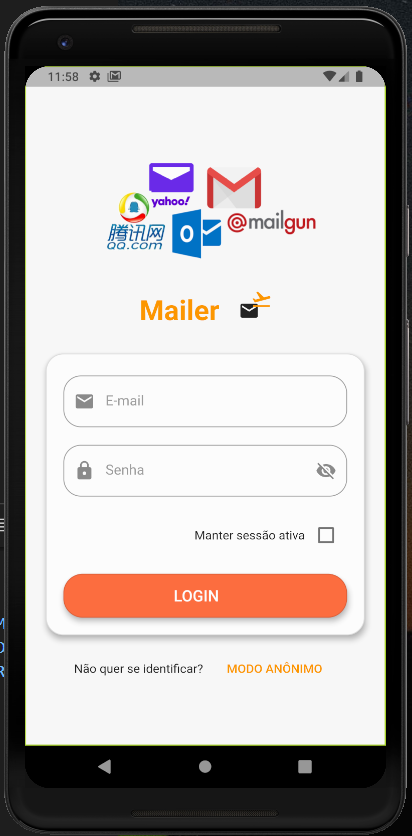 11:58
yahoo!
腾讯网
QQ.com
@mailgun
Mailer
E-mail
Senha
Manter sessão ativa
LOGIN
Não quer se identificar? MODO ANÔNIMO